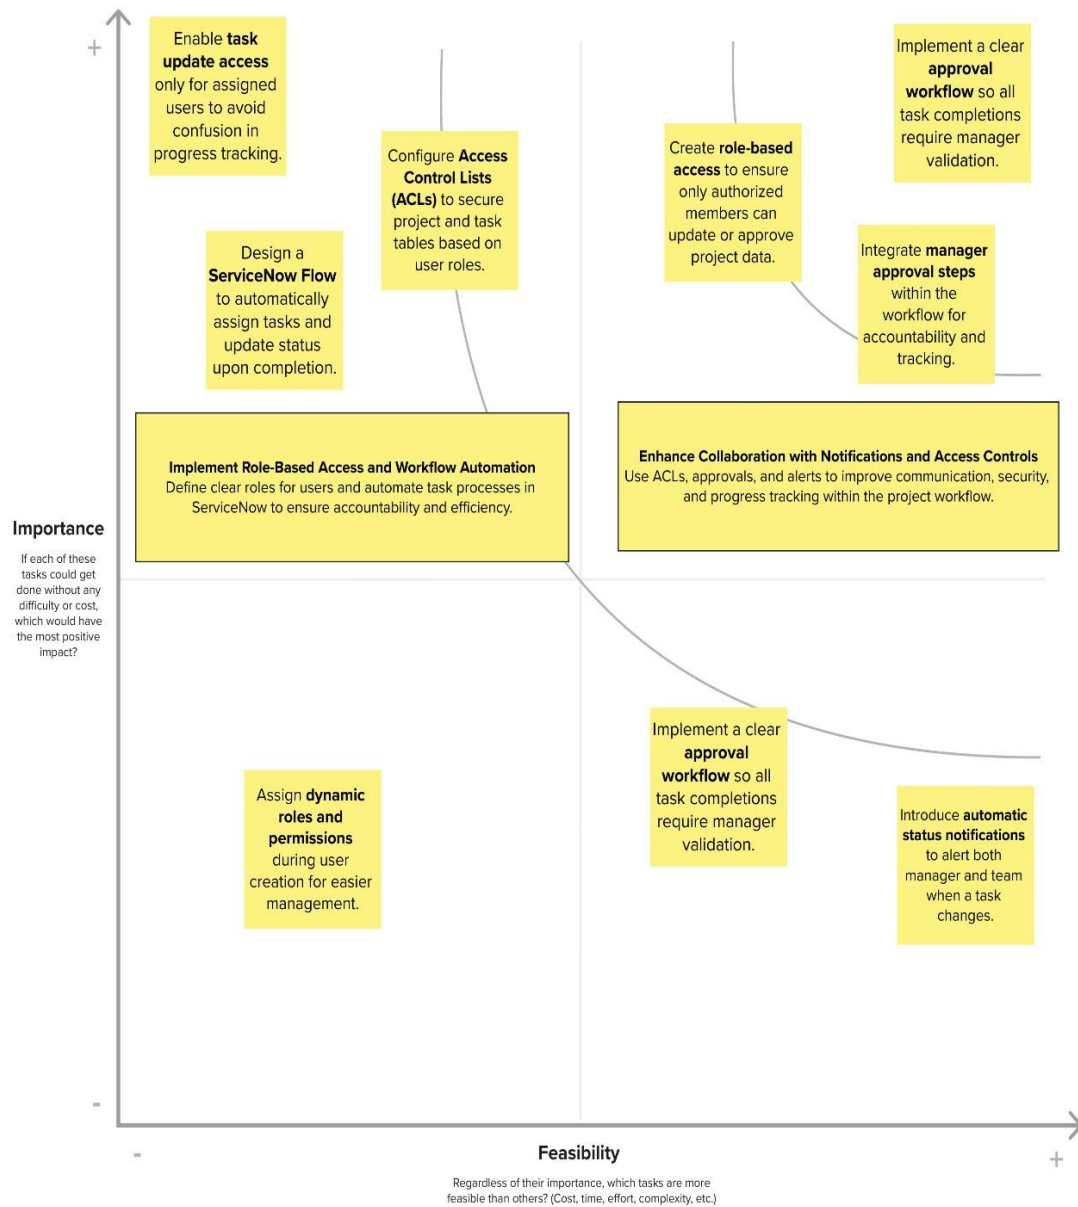 +
Enable task
update access
only for assigned
users to avoid
confusion in
progress tracking.
Configure Access
Control Lists
(ACLs) to secure
project and task
tables based on
user roles.
Design a
ServiceNow Flow
to automatically
assign tasks and
update status
upon completion.
Create role-based
access to ensure
only authorized
members can
update or approve
project data.
Implement a clear
approval
workflow so all
task completions
require manager
validation.
Integrate manager
approval steps
within the
workflow for
accountability and
tracking.
Implement Role-Based Access and Workflow Automation
Define clear roles for users and automate task processes in
ServiceNow to ensure accountability and efficiency.
Enhance Collaboration with Notifications and Access Controls
Use ACLs, approvals, and alerts to improve communication, security,
and progress tracking within the project workflow.
Importance
If each of these
tasks could get
done without any
difficulty or cost,
which would have
the most positive
impact?
Assign dynamic
roles and
permissions
during user
creation for easier
management.
Implement a clear
approval
workflow so all
task completions
require manager
validation.
Introduce automatic
status notifications
to alert both
manager and team
when a task
changes.
-
-
Feasibility
+
Regardless of their importance, which tasks are more
feasible than others? (Cost, time, effort, complexity, etc.)